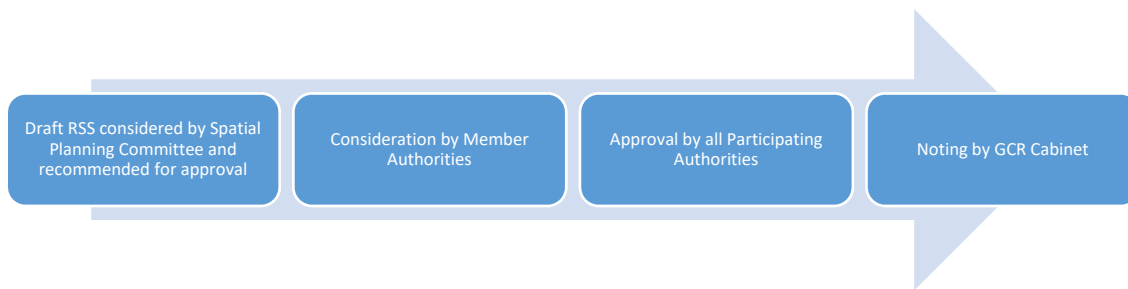 Draft RSS considered by Spatial
Planning Committee and
recommended for approval
Consideration by Member
Authorities
Approval by all Participating
Authorities
Noting by GCR Cabinet